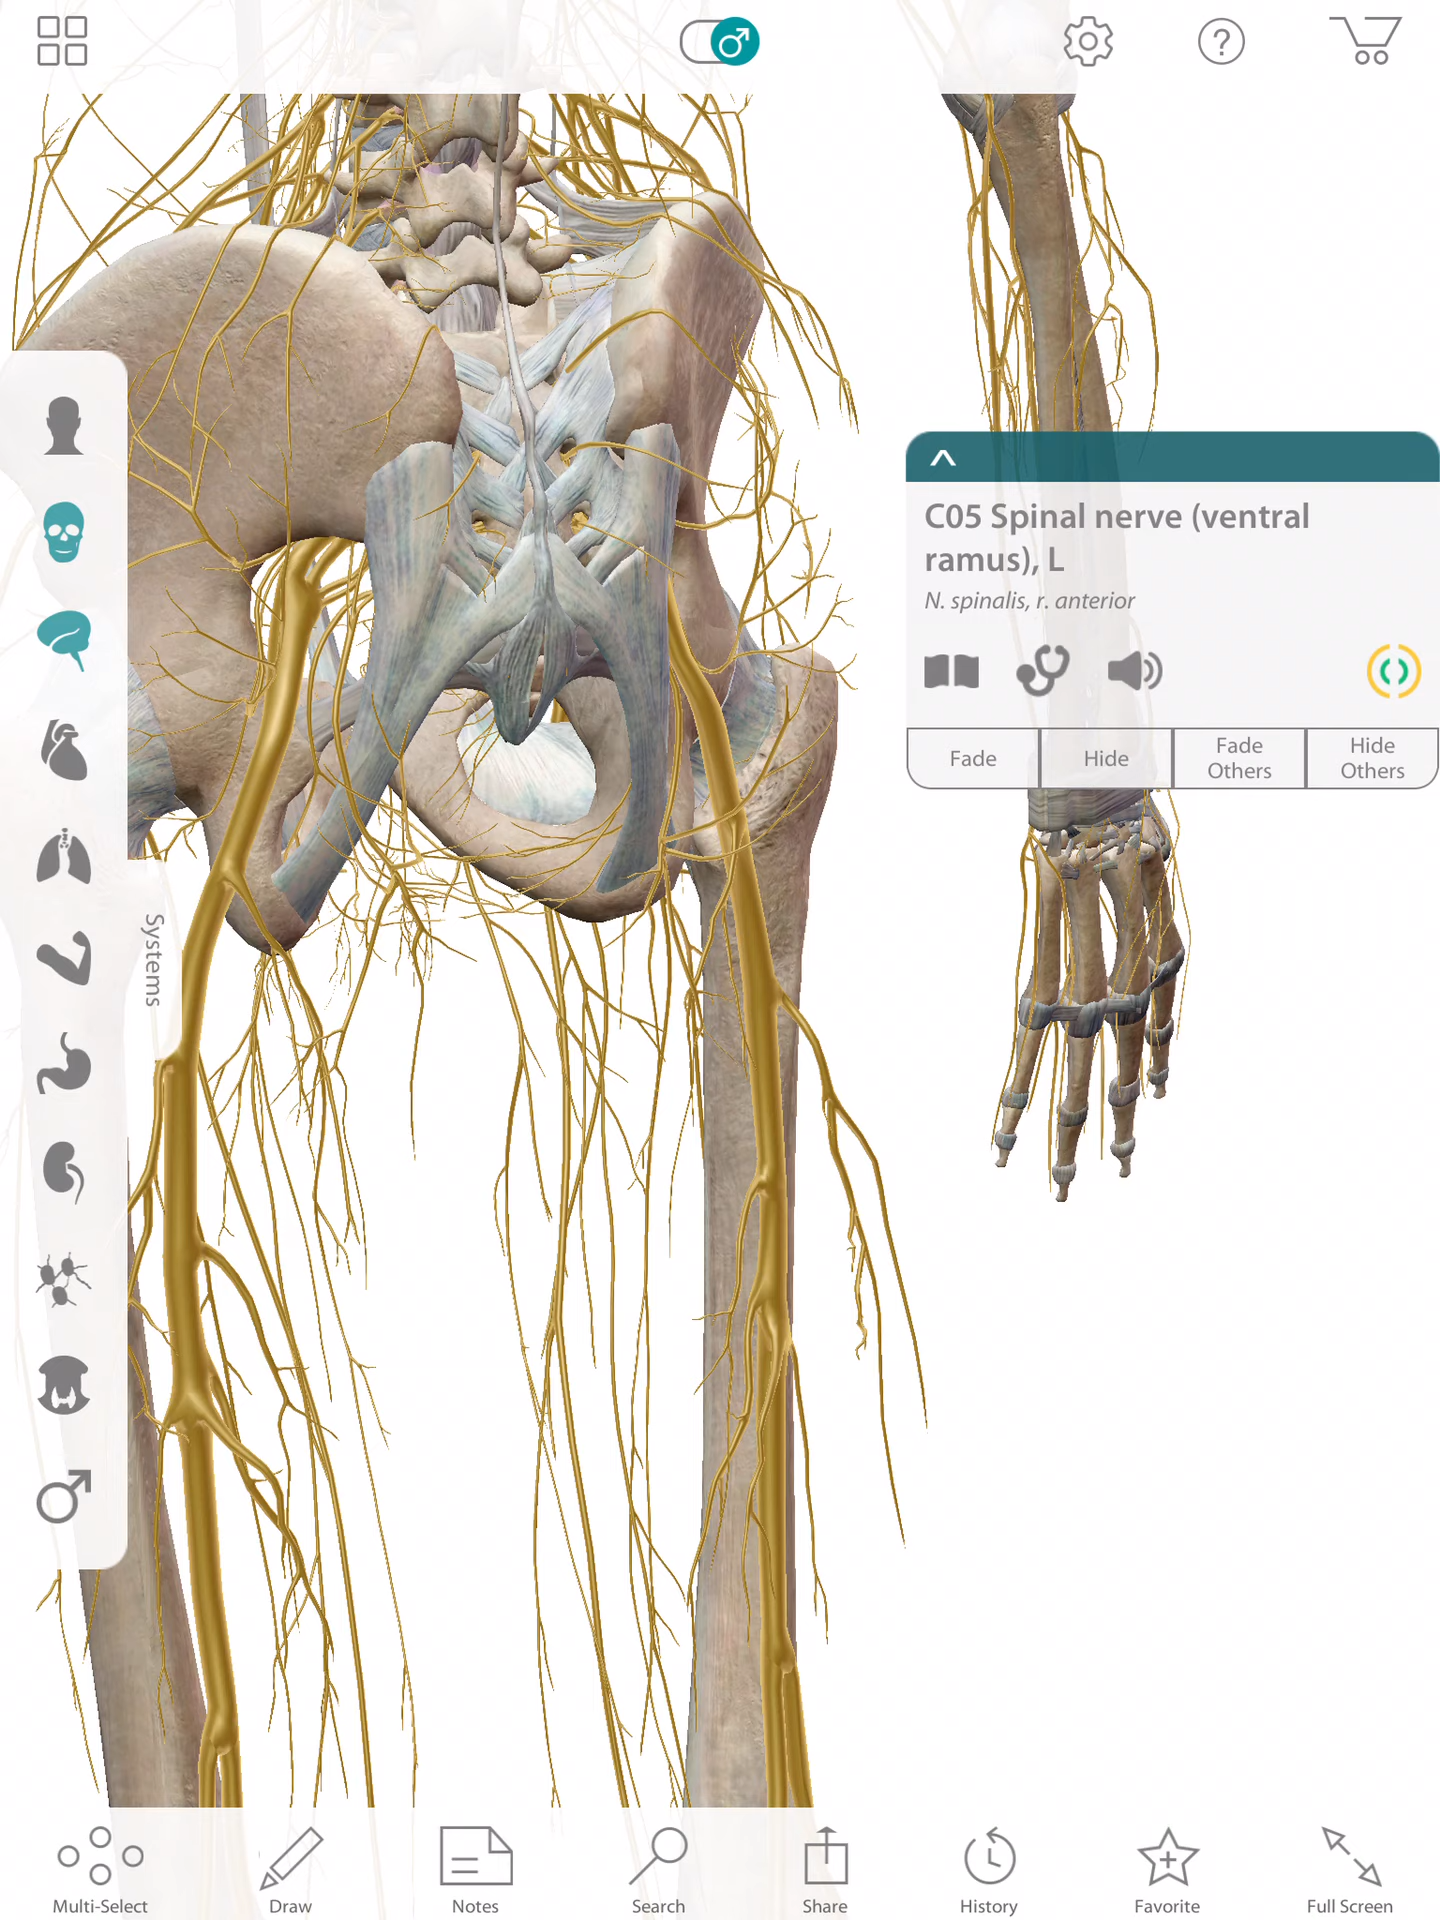 C05 Spinal nerve (ventral
ramus), L
N. spinalis, r. anterior
Fade
Hide
Fade
Others
Hide
Others
Systems
Multi-Select
Draw
Notes
Search
Share
History
Favorite
Full Screen